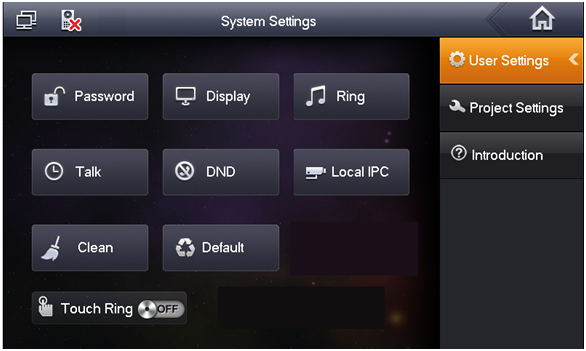 System Settings
User Settings
Password
Display
Ring
Project Settings
Talk
DND
Local IPC
Introduction
Clean
Default
Touch Ring OFF